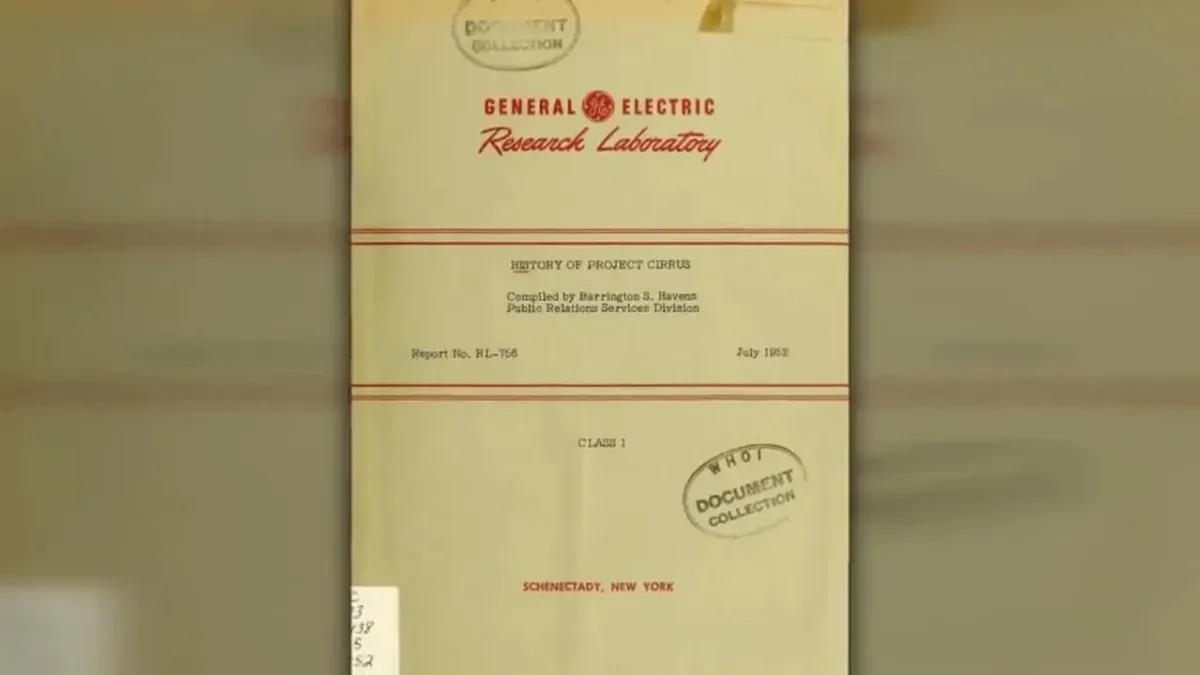 DOCUMENT
COLLECTION
GENERAL GE ELECTRIC
Research Laboratory
HISTORY OF PROJECT CIRRUS
Compiled by Barrington S. Havens
Public Relations Services Division
Report No. RL-756
July 1952
CLASS 1
WHOI
DOCUMENT
COLLECTION
SCHENECTADY, NEW YORK